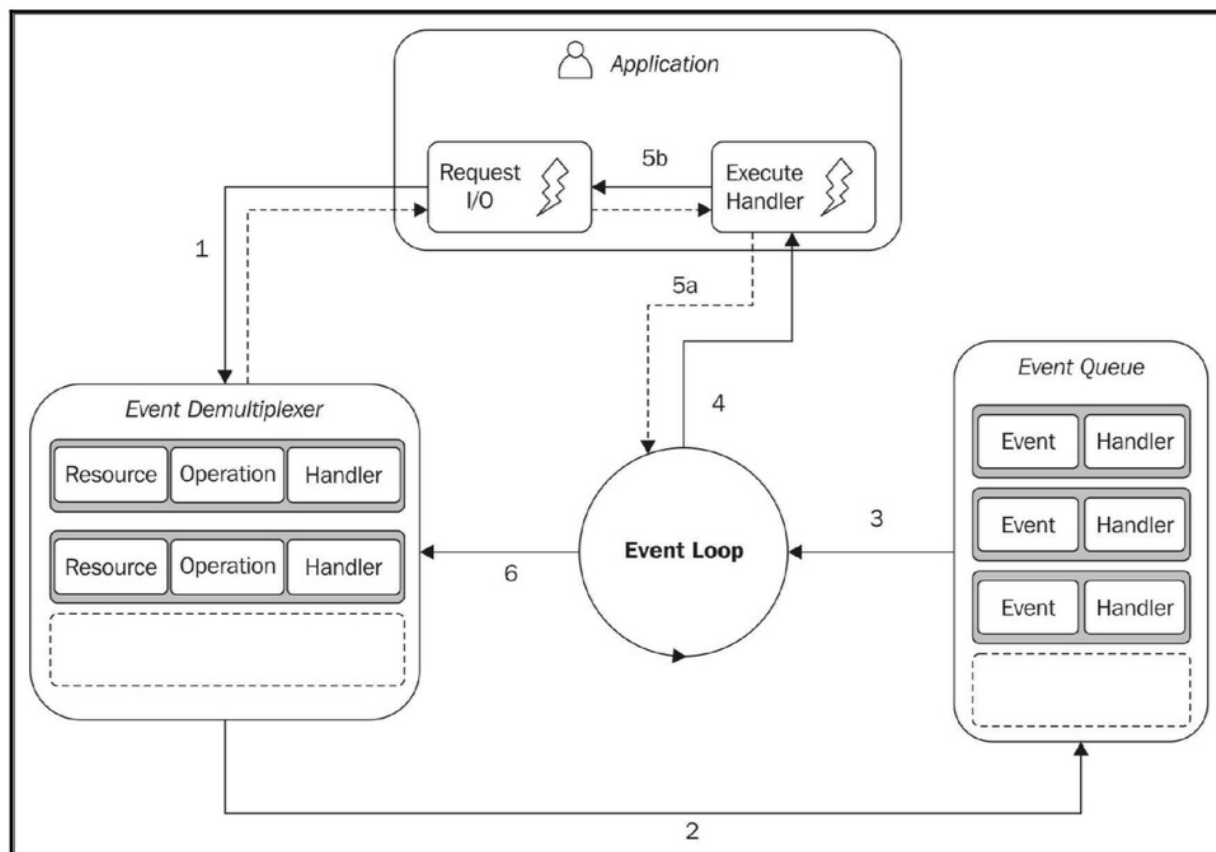 Application
Request
I/O
5b
Execute
Handler
1
5a
Event Demultiplexer
Resource Operation Handler
Resource Operation Handler
4
Event Loop
6
3
Event Queue
Event Handler
Event Handler
Event Handler
2